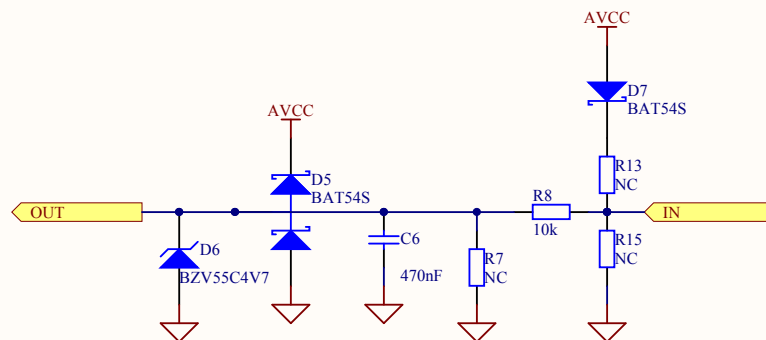 AVCC
D7
BAT54S
AVCC
R13
NC
D5
BAT54S
R8
OUT
IN
10k
D6
C6
R7
R15
BZV55C4V7
470nF
NC
NC